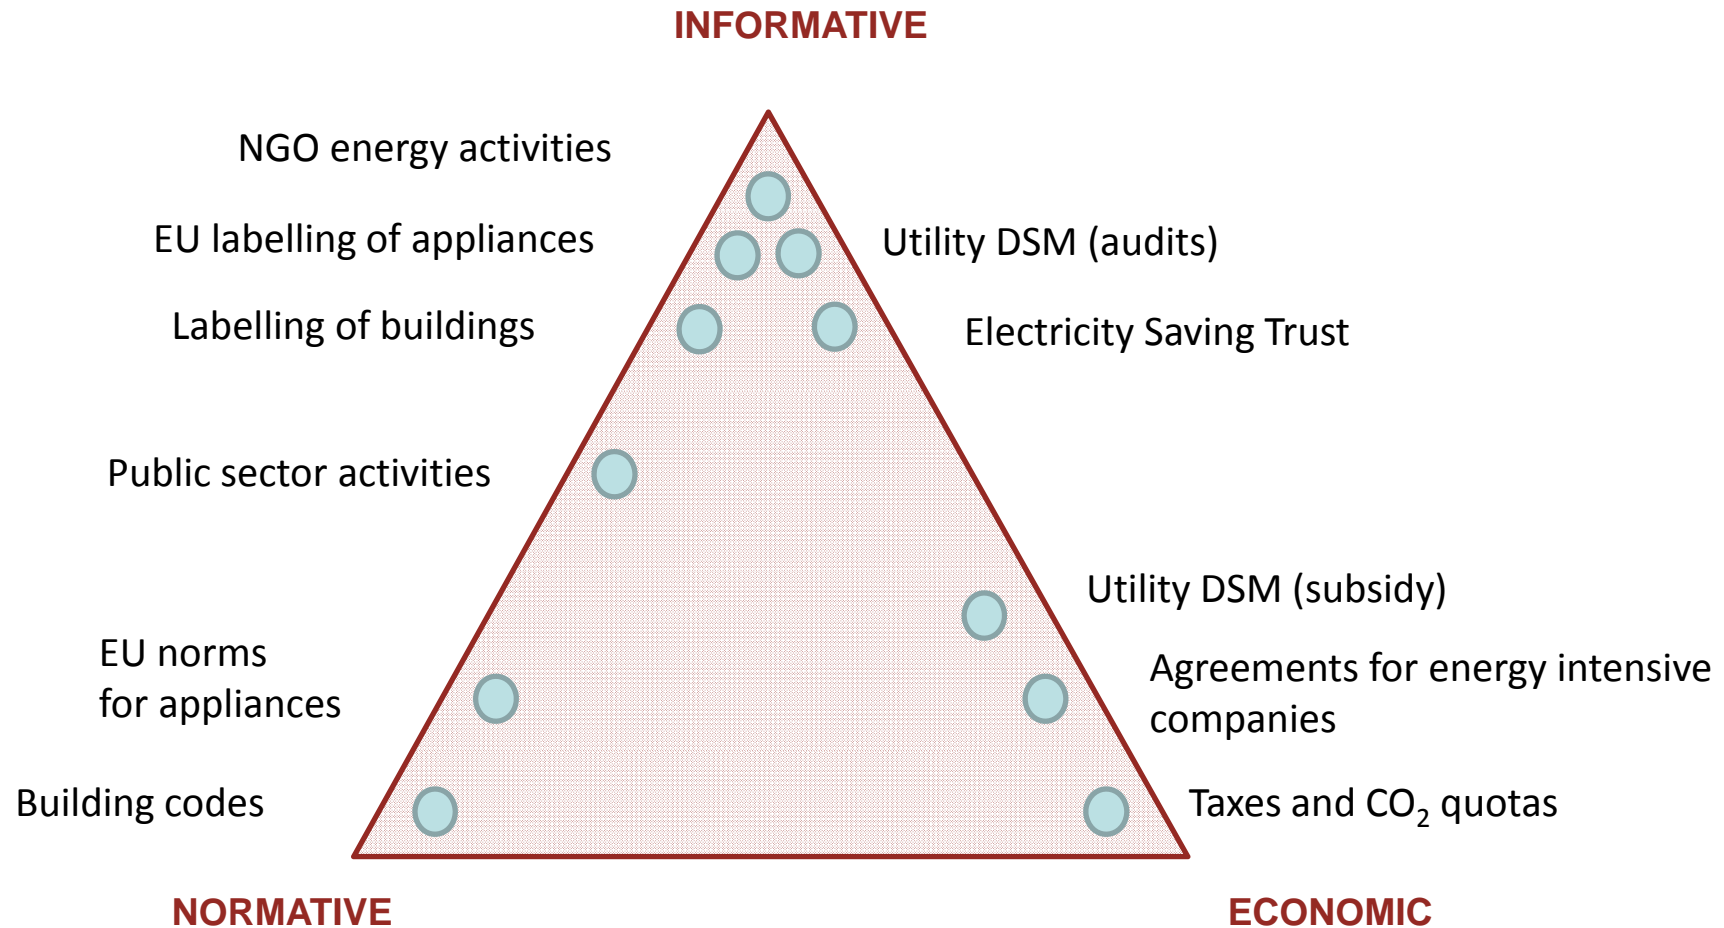 INFORMATIVE
NGO energy activities
EU labelling of appliances
Utility DSM (audits)
Labelling of buildings
Electricity Saving Trust
Public sector activities
Utility DSM (subsidy)
EU norms
for appliances
Agreements for energy intensive
companies
Building codes
Taxes and CO₂ quotas
NORMATIVE
ECONOMIC